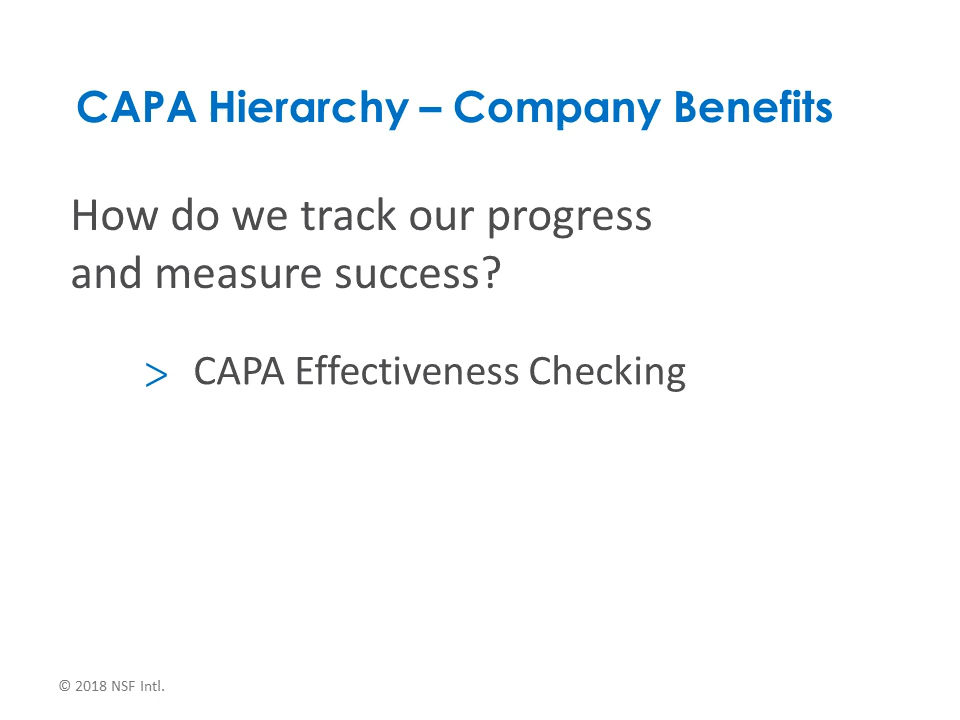 CAPA Hierarchy – Company Benefits
How do we track our progress
and measure success?
> CAPA Effectiveness Checking
© 2018 NSF Intl.